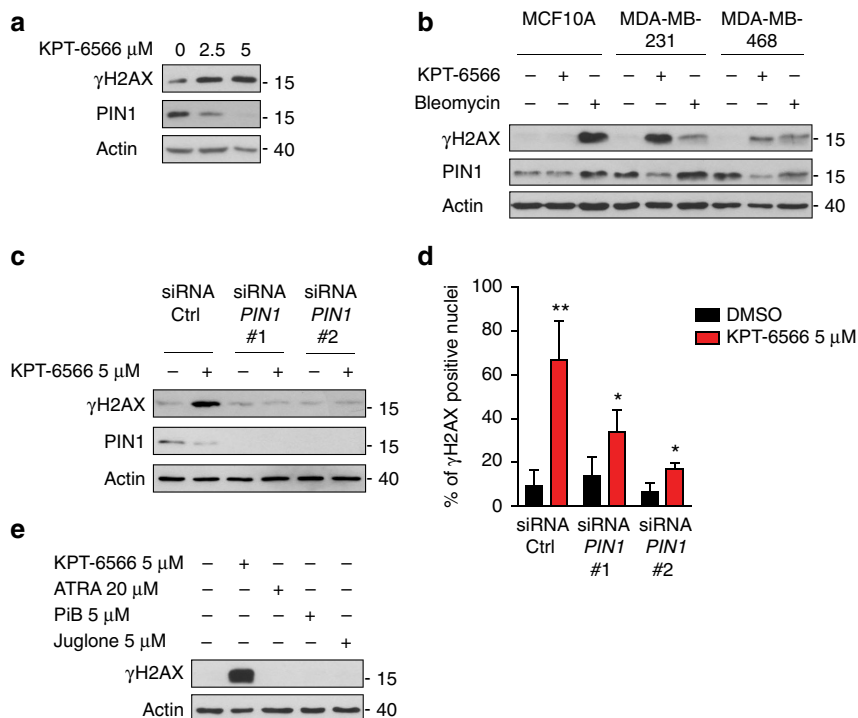 a
KPT-6566 μM 0 2.5 5
γH2AX - 15
PIN1 - 15
Actin - 40
b
MCF10A MDA-MB-231 MDA-MB-468
KPT-6566 – + – – + – – + –
Bleomycin – – + – – + – – +
γH2AX - 15
PIN1 - 15
Actin - 40
c
siRNA Ctrl siRNA PIN1 #1 siRNA PIN1 #2
KPT-6566 5 μM – + – + – +
γH2AX - 15
PIN1 - 15
Actin - 40
d
% of γH2AX positive nuclei
100
80
60
40
20
0
** * *
DMSO
KPT-6566 5 μM
siRNA Ctrl siRNA PIN1 #1 siRNA PIN1 #2
e
KPT-6566 5 μM – + – – –
ATRA 20 μM – – + – –
PiB 5 μM – – – + –
Juglone 5 μM – – – – +
γH2AX - 15
Actin - 40